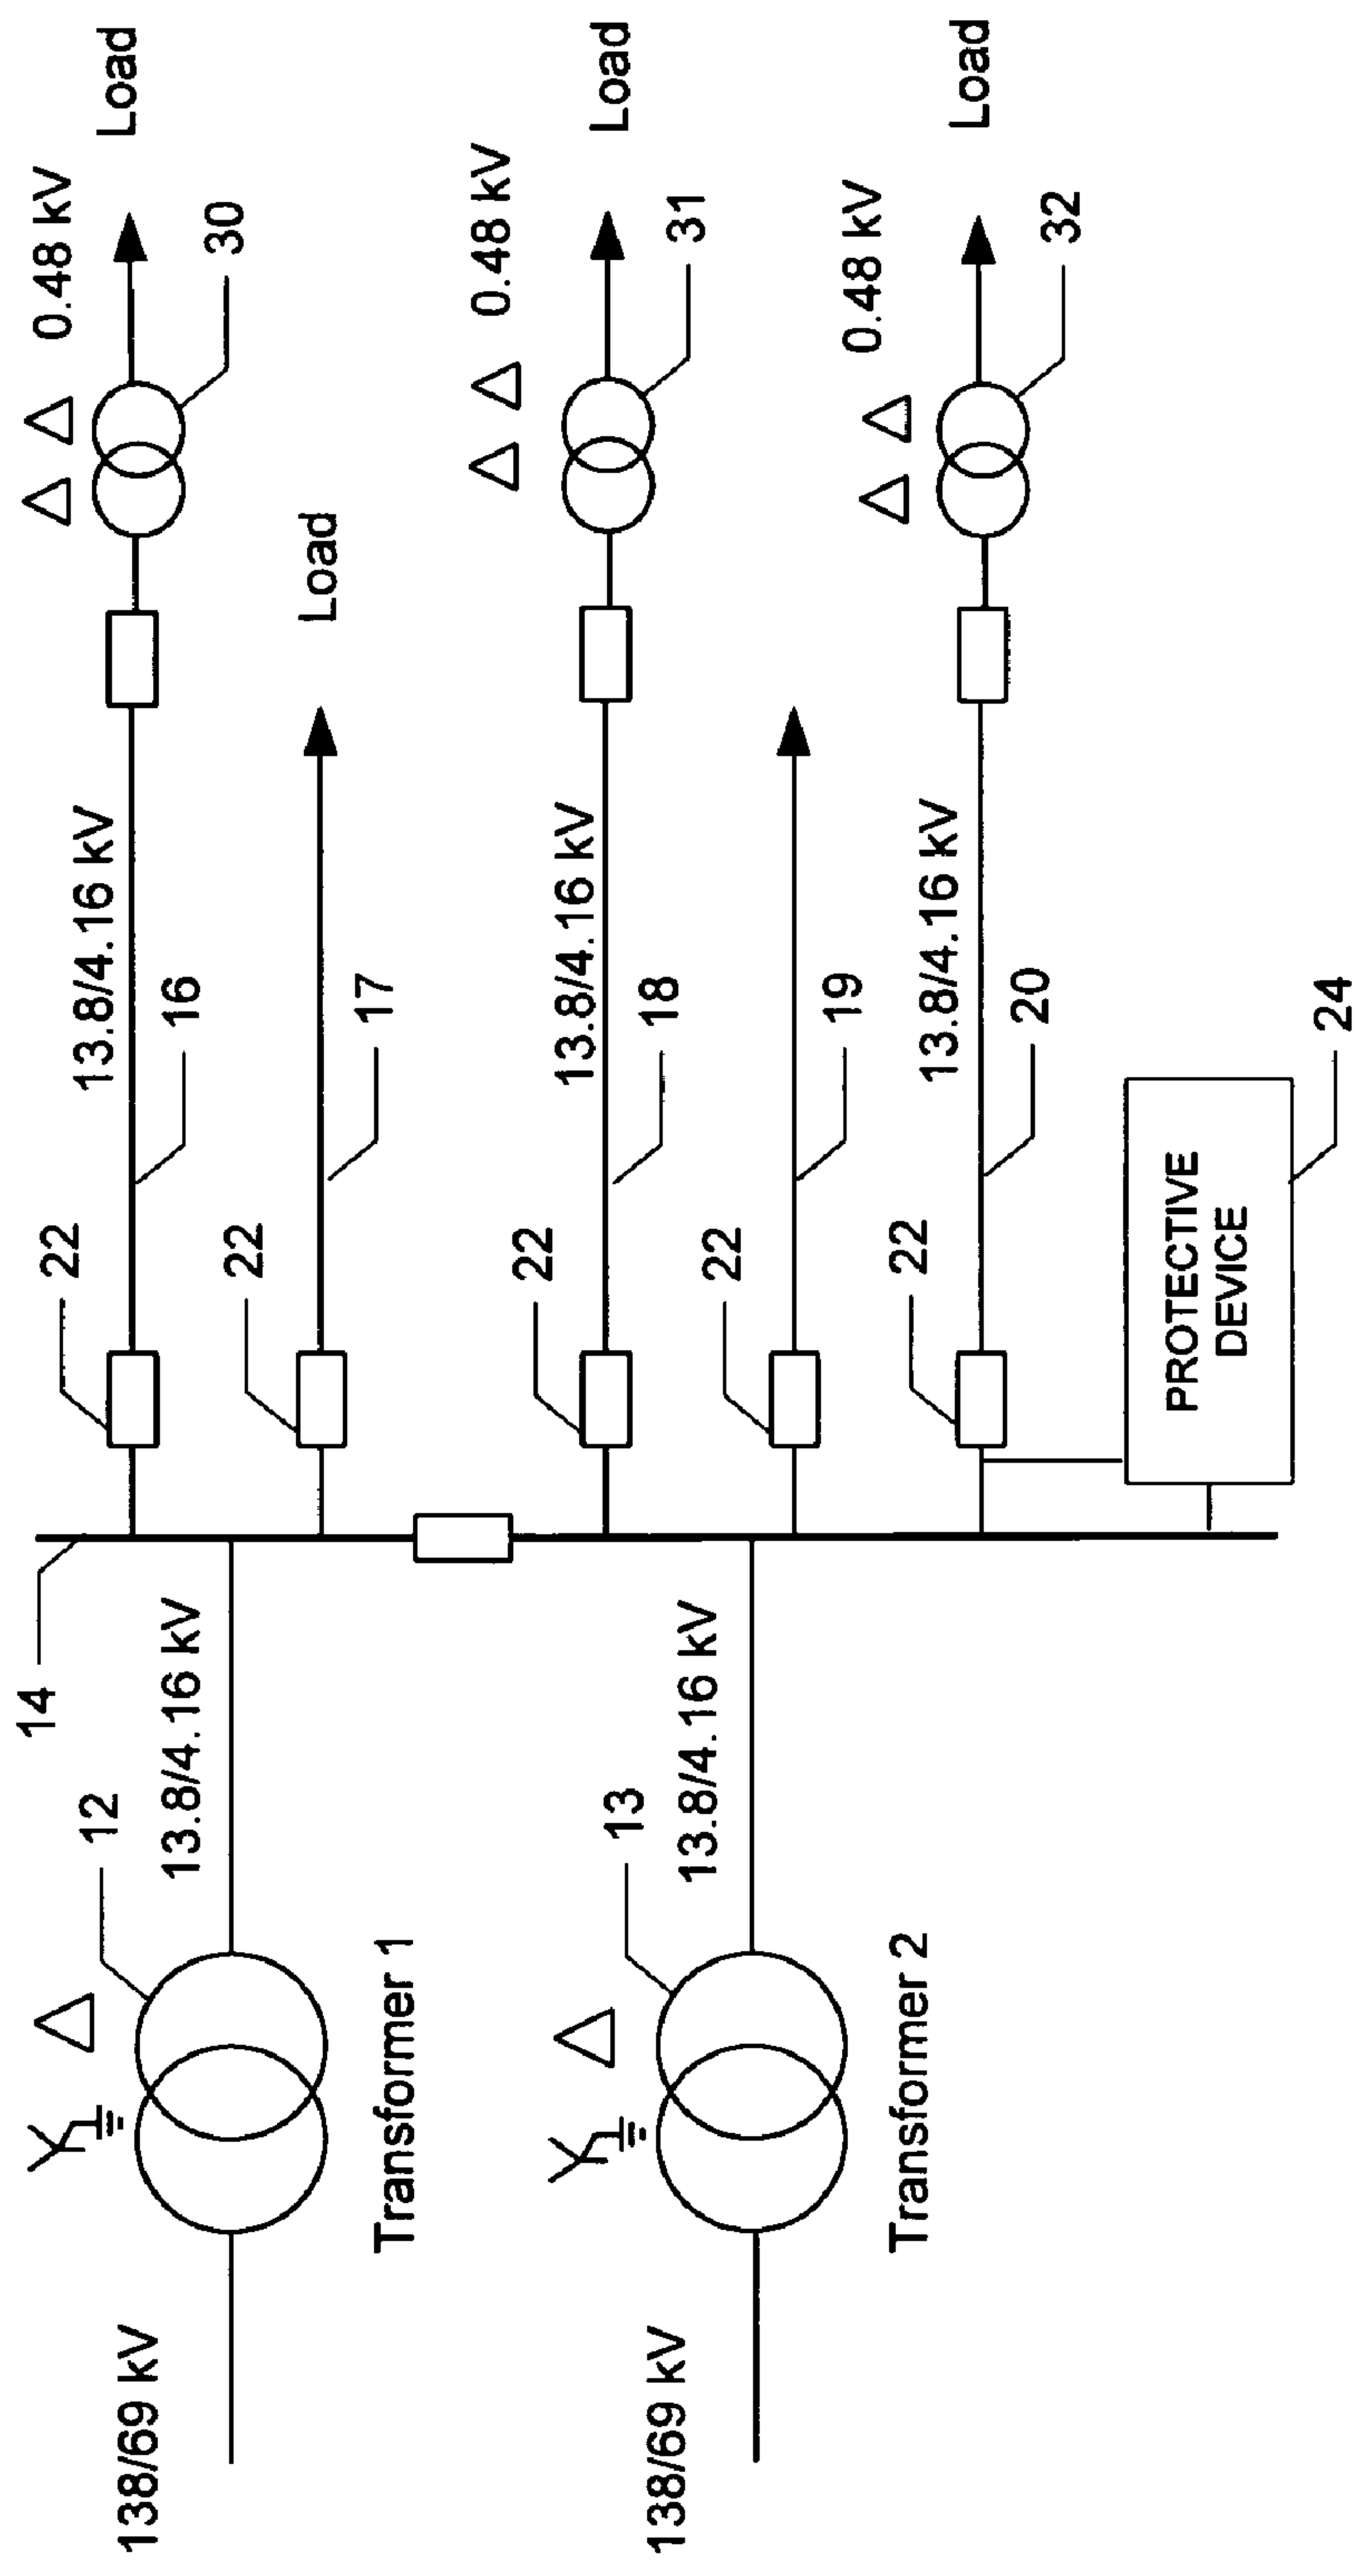 138/69 kV
Transformer 1
12
13.8/4.16 kV
14
22
13.8/4.16 kV
16
0.48 kV
30
Load
22
17
Load
138/69 kV
Transformer 2
13
13.8/4.16 kV
22
13.8/4.16 kV
18
0.48 kV
31
Load
22
19
22
13.8/4.16 kV
20
0.48 kV
32
Load
PROTECTIVE
DEVICE
24